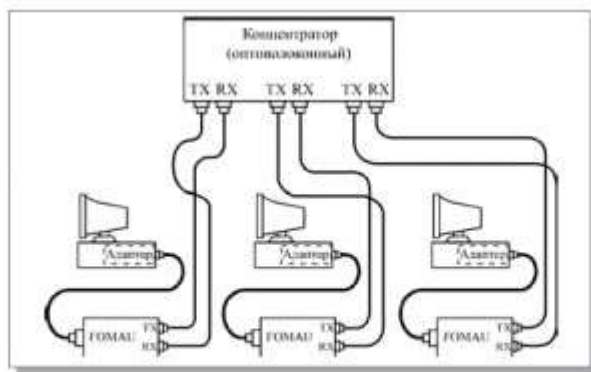 Концентратор
(оптоволоконный)
TX RX TX RX TX RX
Адаптер Адаптер Адаптер
FOMAU TX RX
FOMAU TX RX
FOMAU TX RX